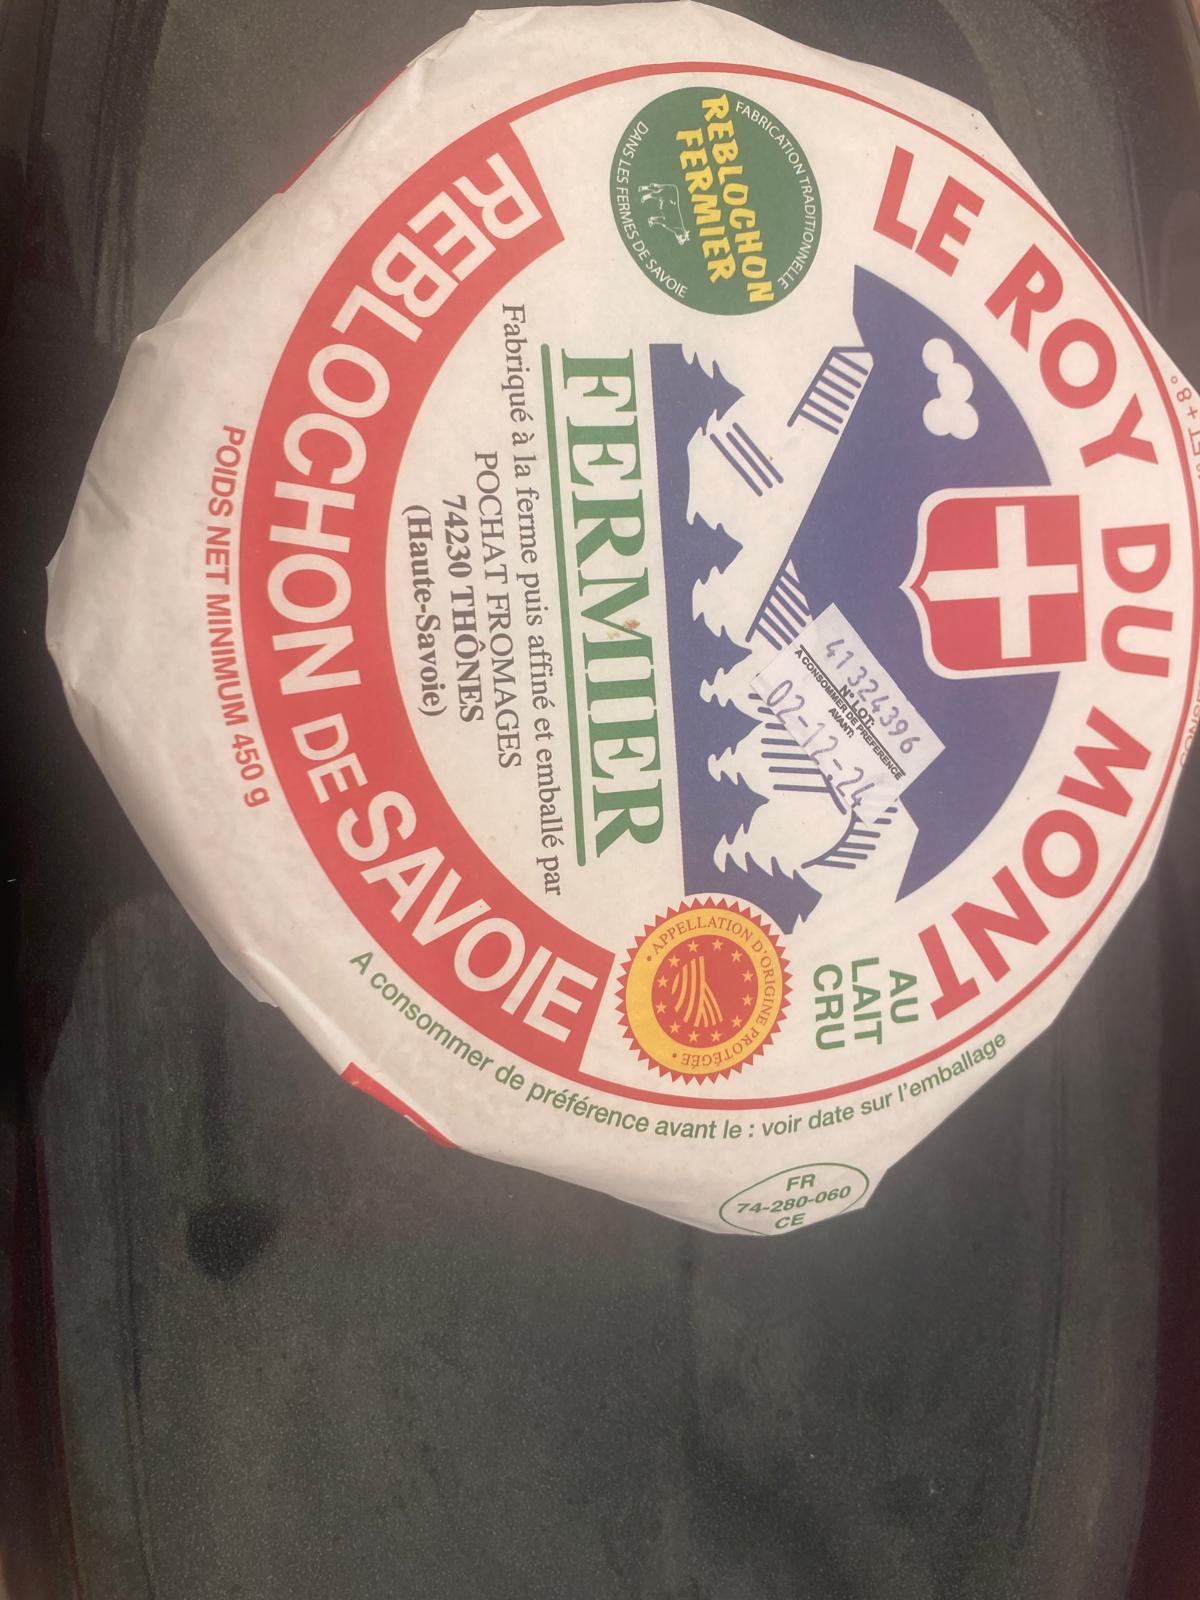 LE ROY DU MONT
AU
LAIT
CRU
FABRICATION TRADITIONNELLE
REBLOCHON
FERMIER
DANS LES FERMES DE SAVOIE
41324396
N° LOT:
A CONSOMMER DE PREFERENCE
AVANT:
02-12-24
APPELLATION D'ORIGINE PROTÉGÉE
FERMIER
Fabriqué à la ferme puis affiné et emballé par
POCHAT FROMAGES
74230 THÔNES
(Haute-Savoie)
REBLOCHON DE SAVOIE
POIDS NET MINIMUM 450 g
A consommer de préférence avant le : voir date sur l'emballage
FR
74-280-060
CE
ET +8°